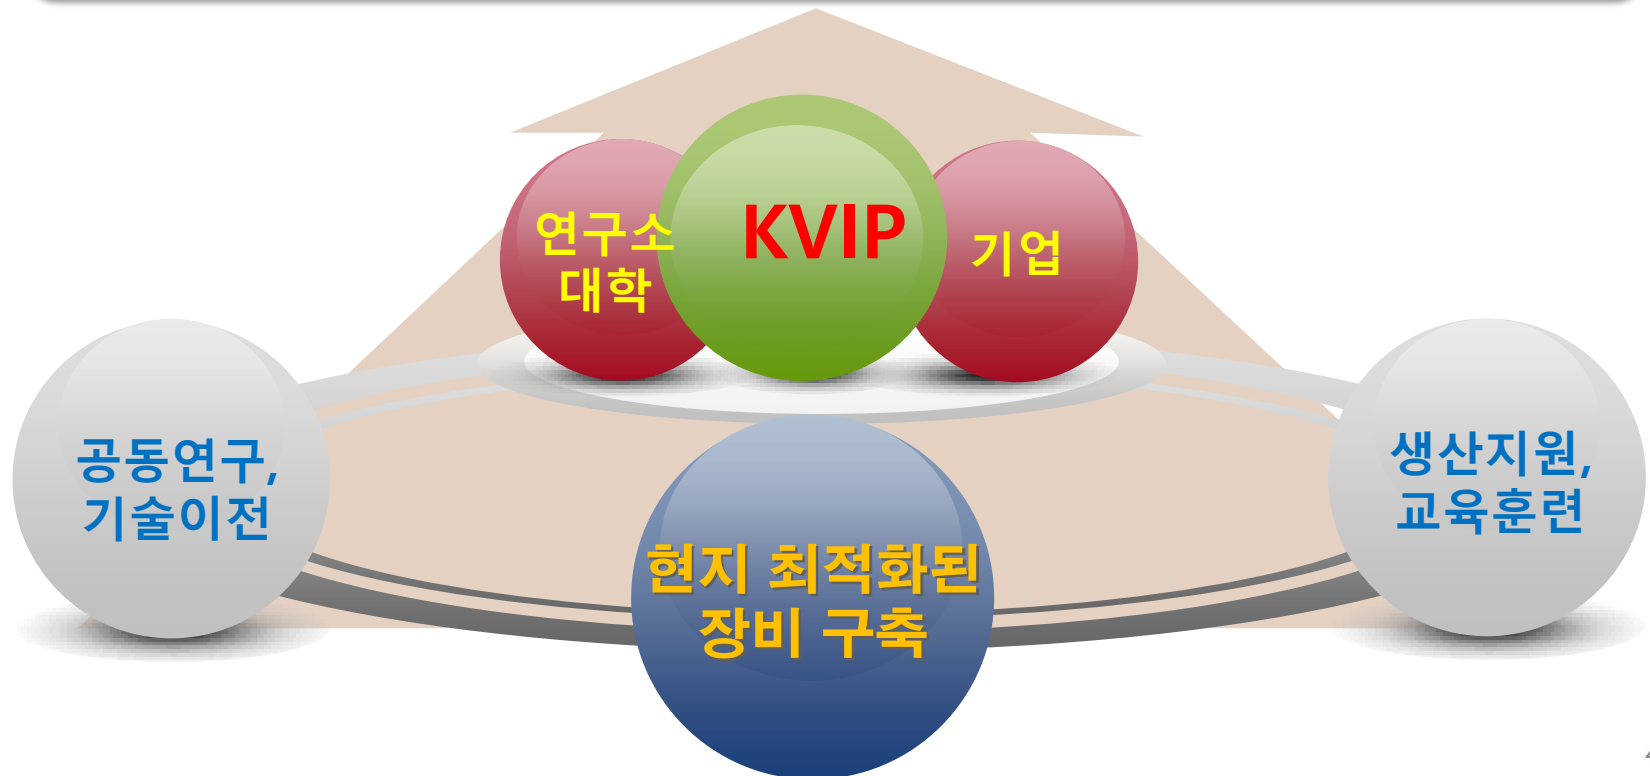 연구소
대학
KVIP
기업
공동연구,
기술이전
현지 최적화된
장비 구축
생산지원,
교육훈련